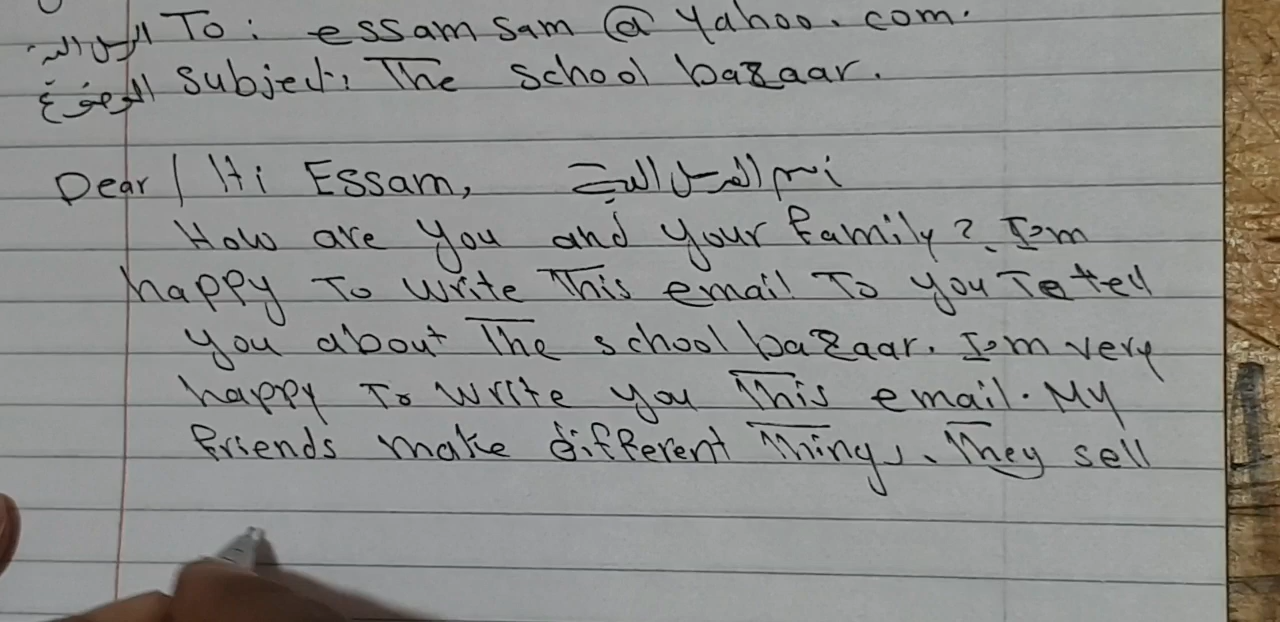 المرسل اليه To: essamsam@yahoo.com.
الموضوع Subject: The school bazaar.
Dear / Hi Essam, اسم المرسل اليه
How are you and your family? I'm
happy To write This email To you To tell
you about The school bazaar. I'm very
happy To write you This email. My
friends make different Things. They sell